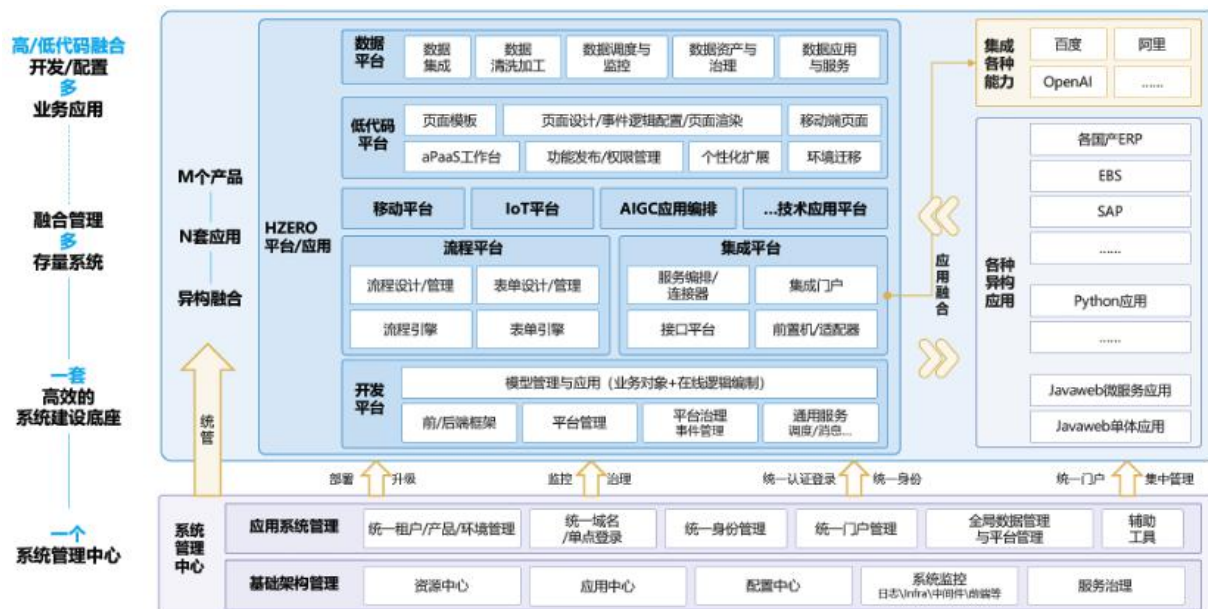 高/低代码融合
开发/配置
多
业务应用
融合管理
多
存量系统
一套
高效的
系统建设底座
一个
系统管理中心
M个产品
N套应用
异构融合
统管
HZERO
平台/应用
数据
平台
数据
集成
数据
清洗加工
数据调度与
监控
数据资产与
治理
数据应用
与服务
低代码
平台
页面模板
页面设计/事件逻辑配置/页面渲染
移动端页面
aPaaS工作台
功能发布/权限管理
个性化扩展
环境迁移
移动平台
IoT平台
AIGC应用编排
...技术应用平台
流程平台
流程设计/管理
表单设计/管理
流程引擎
表单引擎
集成平台
服务编排/
连接器
集成门户
接口平台
前置机/适配器
开发
平台
模型管理与应用（业务对象+在线逻辑编制）
前/后端框架
平台管理
平台治理
事件管理
通用服务
调度/消息...
应用融合
集成
各种
能力
百度
阿里
OpenAI
……
各种
异构
应用
各国产ERP
EBS
SAP
……
Python应用
……
Javaweb微服务应用
Javaweb单体应用
部署
升级
监控
治理
统一认证登录
统一身份
统一门户
集中管理
系统
管理
中心
应用系统管理
统一租户/产品/环境管理
统一域名
/单点登录
统一身份管理
统一门户管理
全局数据管理
与平台管理
辅助
工具
基础架构管理
资源中心
应用中心
配置中心
系统监控
日志\Infra\中间件\前端等
服务治理